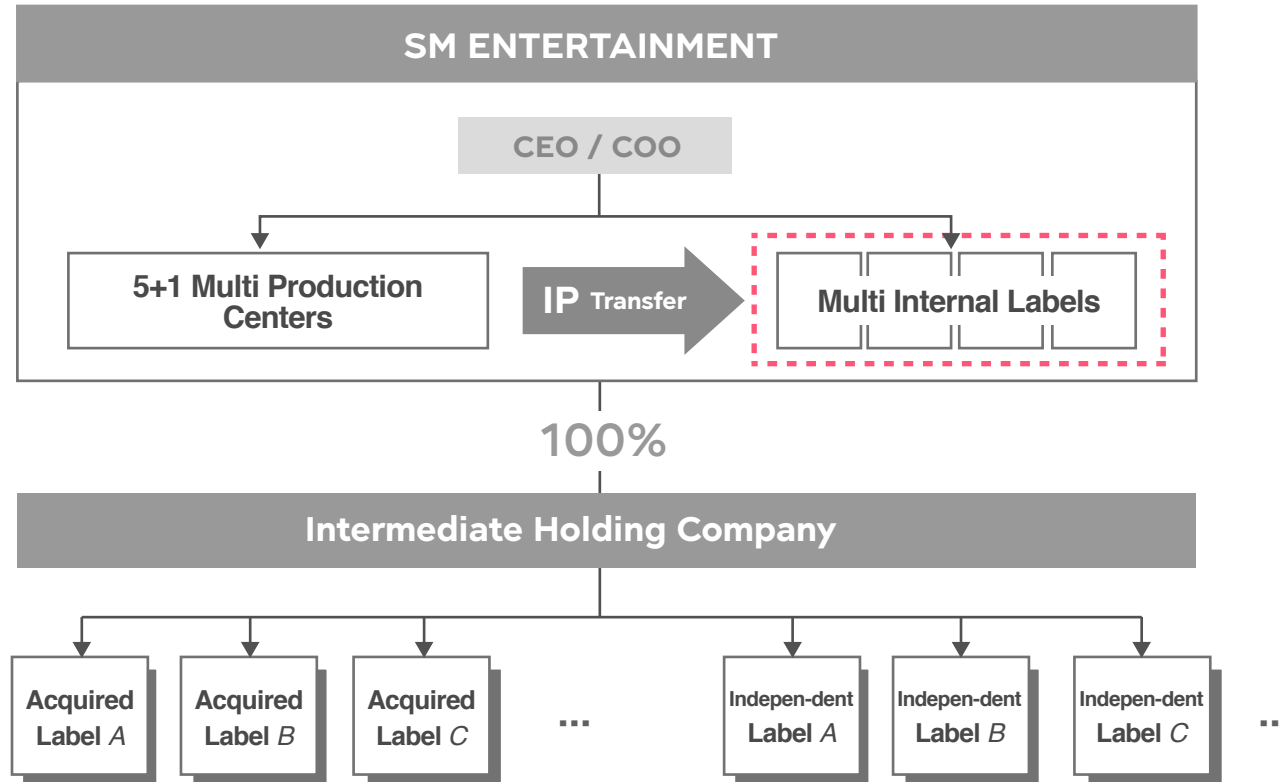 SM ENTERTAINMENT
CEO / COO
5+1 Multi Production
Centers
IP Transfer
Multi Internal Labels
100%
Intermediate Holding Company
Acquired
Label A
Acquired
Label B
Acquired
Label C
...
Indepen-dent
Label A
Indepen-dent
Label B
Indepen-dent
Label C
..